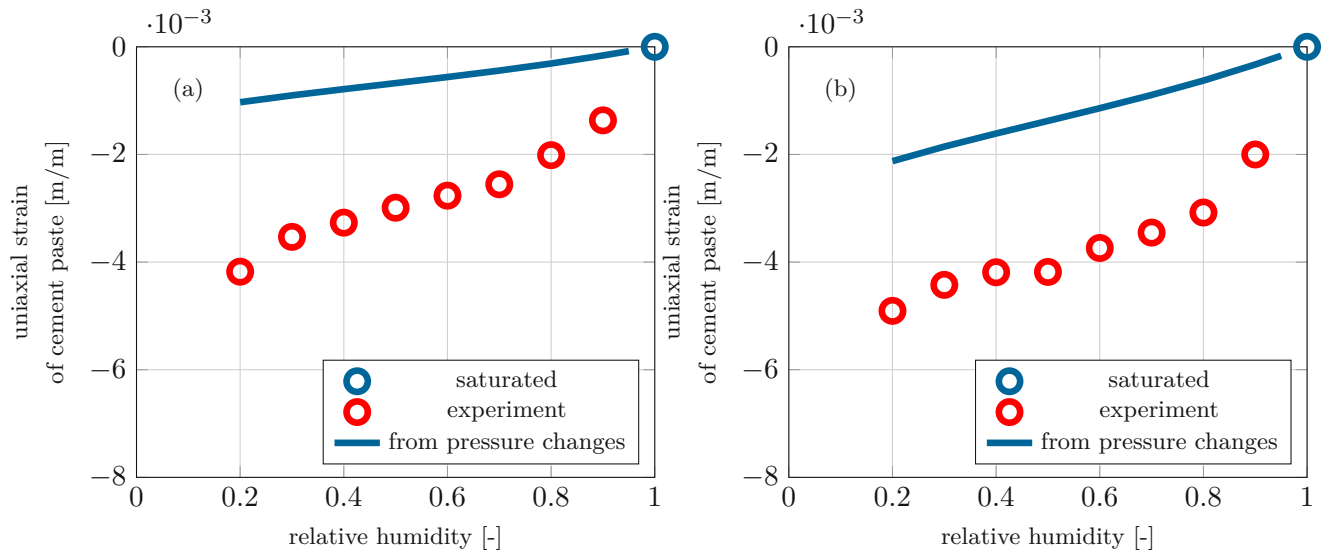 ·10⁻³
0
−2
−4
−6
−8
0
0.2
0.4
0.6
0.8
1
relative humidity [-]
uniaxial strain
of cement paste [m/m]
(a)
saturated
experiment
from pressure changes
·10⁻³
0
−2
−4
−6
−8
0
0.2
0.4
0.6
0.8
1
relative humidity [-]
uniaxial strain
of cement paste [m/m]
(b)
saturated
experiment
from pressure changes